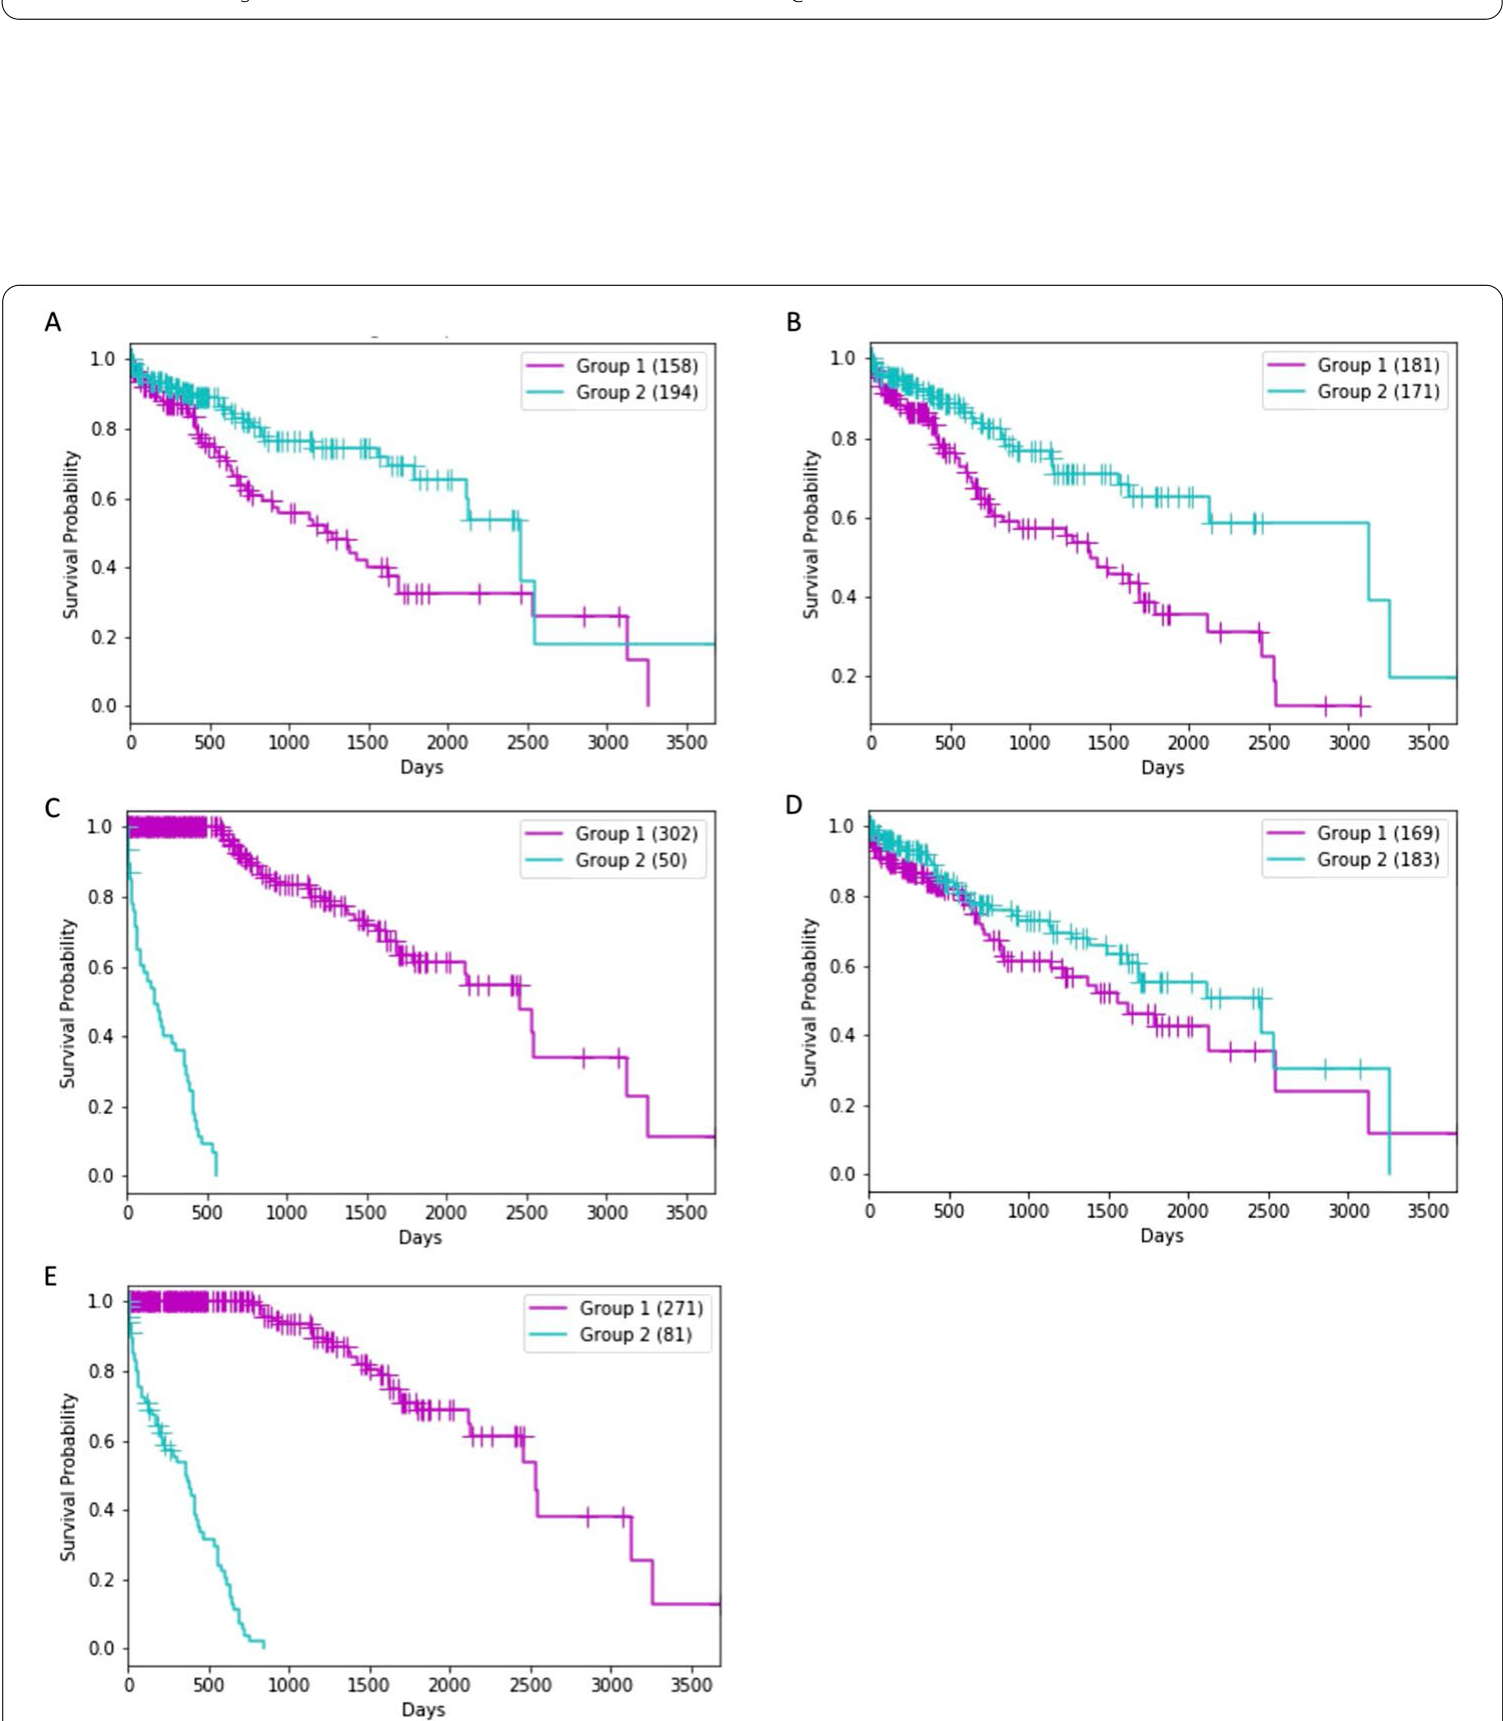 A
Group 1 (158)
Group 2 (194)
1.0
0.8
0.6
0.4
0.2
0.0
Survival Probability
0 500 1000 1500 2000 2500 3000 3500
Days
B
Group 1 (181)
Group 2 (171)
1.0
0.8
0.6
0.4
0.2
Survival Probability
0 500 1000 1500 2000 2500 3000 3500
Days
C
Group 1 (302)
Group 2 (50)
1.0
0.8
0.6
0.4
0.2
0.0
Survival Probability
0 500 1000 1500 2000 2500 3000 3500
Days
D
Group 1 (169)
Group 2 (183)
1.0
0.8
0.6
0.4
0.2
0.0
Survival Probability
0 500 1000 1500 2000 2500 3000 3500
Days
E
Group 1 (271)
Group 2 (81)
1.0
0.8
0.6
0.4
0.2
0.0
Survival Probability
0 500 1000 1500 2000 2500 3000 3500
Days